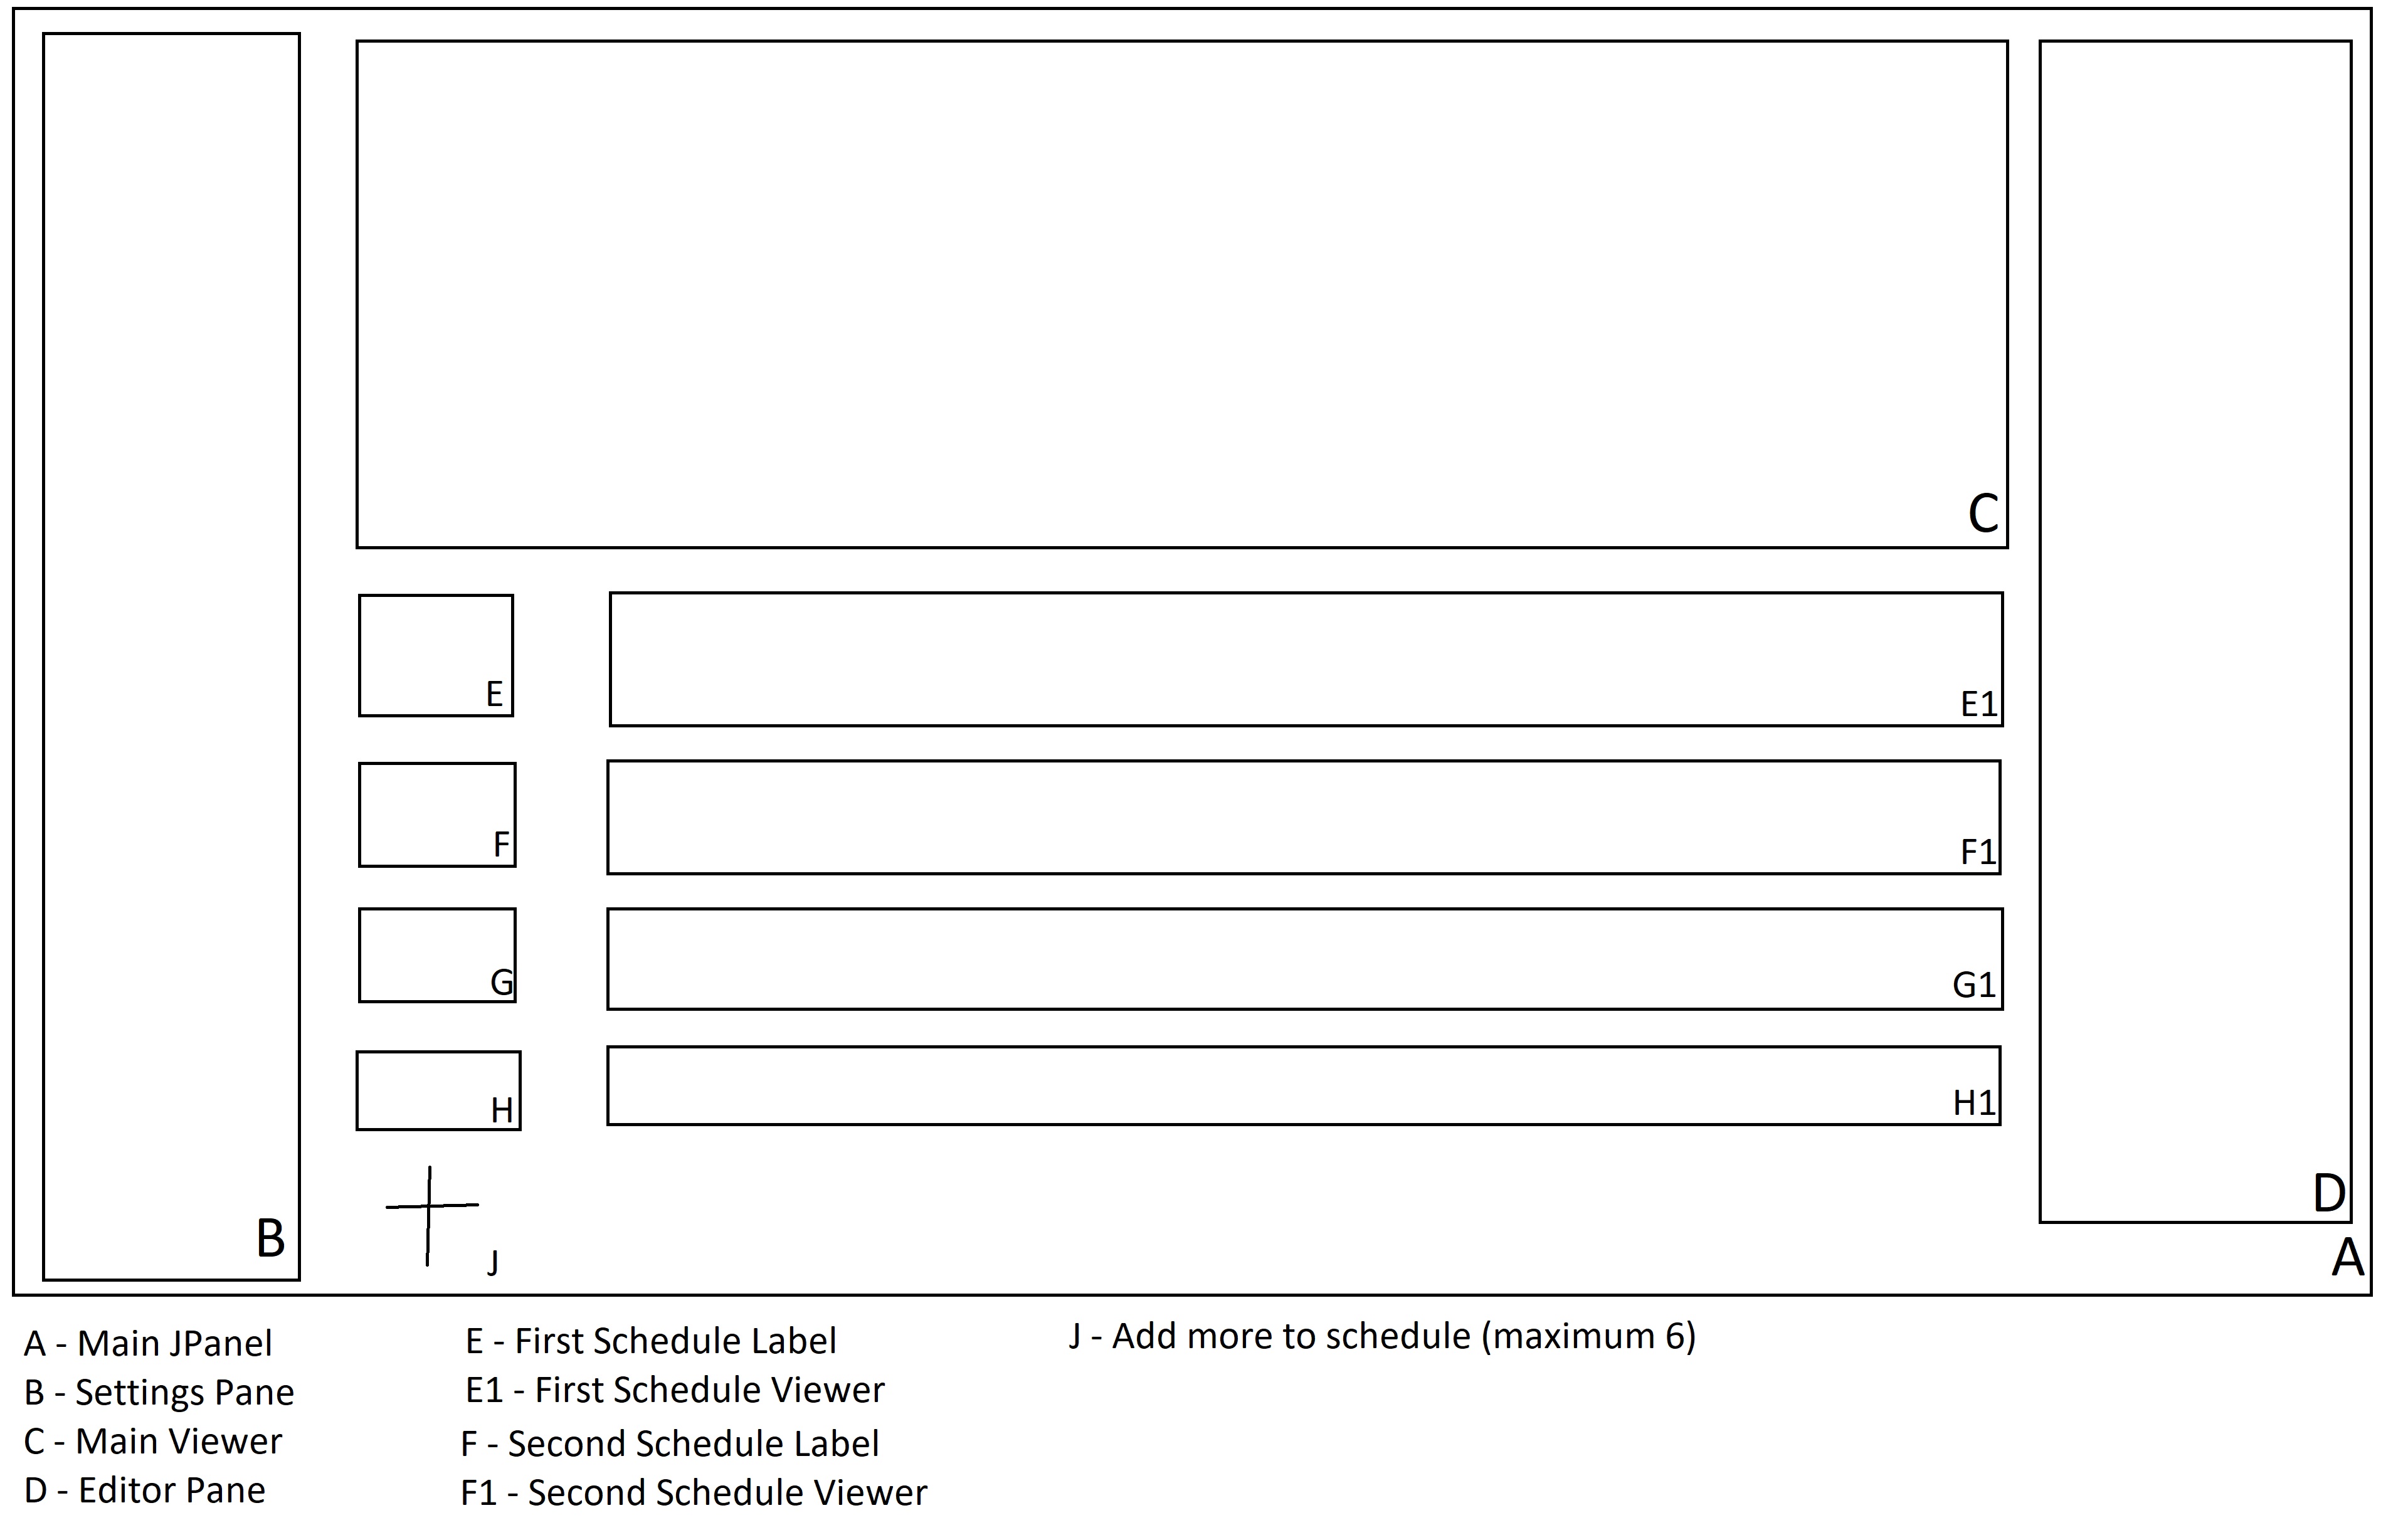 C
E
E1
F
F1
G
G1
H
H1
B
J
D
A
A - Main JPanel
B - Settings Pane
C - Main Viewer
D - Editor Pane
E - First Schedule Label
E1 - First Schedule Viewer
F - Second Schedule Label
F1 - Second Schedule Viewer
J - Add more to schedule (maximum 6)